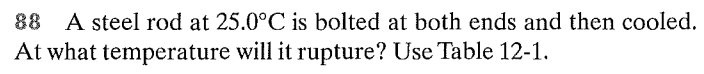 88 A steel rod at 25.0°C is bolted at both ends and then cooled.
At what temperature will it rupture? Use Table 12-1.